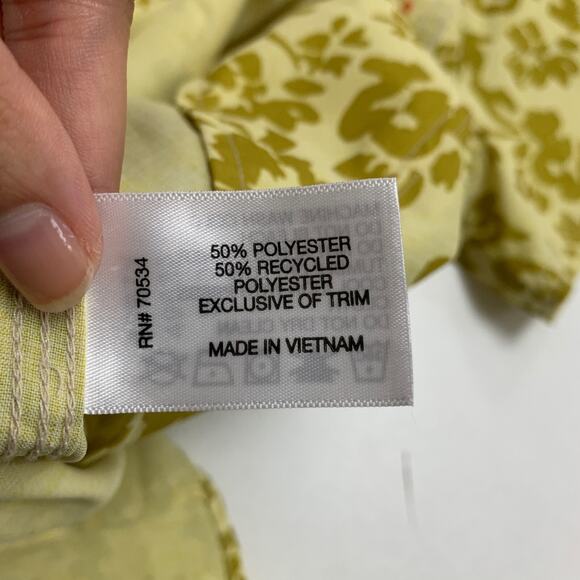 RN# 70534
50% POLYESTER
50% RECYCLED
POLYESTER
EXCLUSIVE OF TRIM
MADE IN VIETNAM